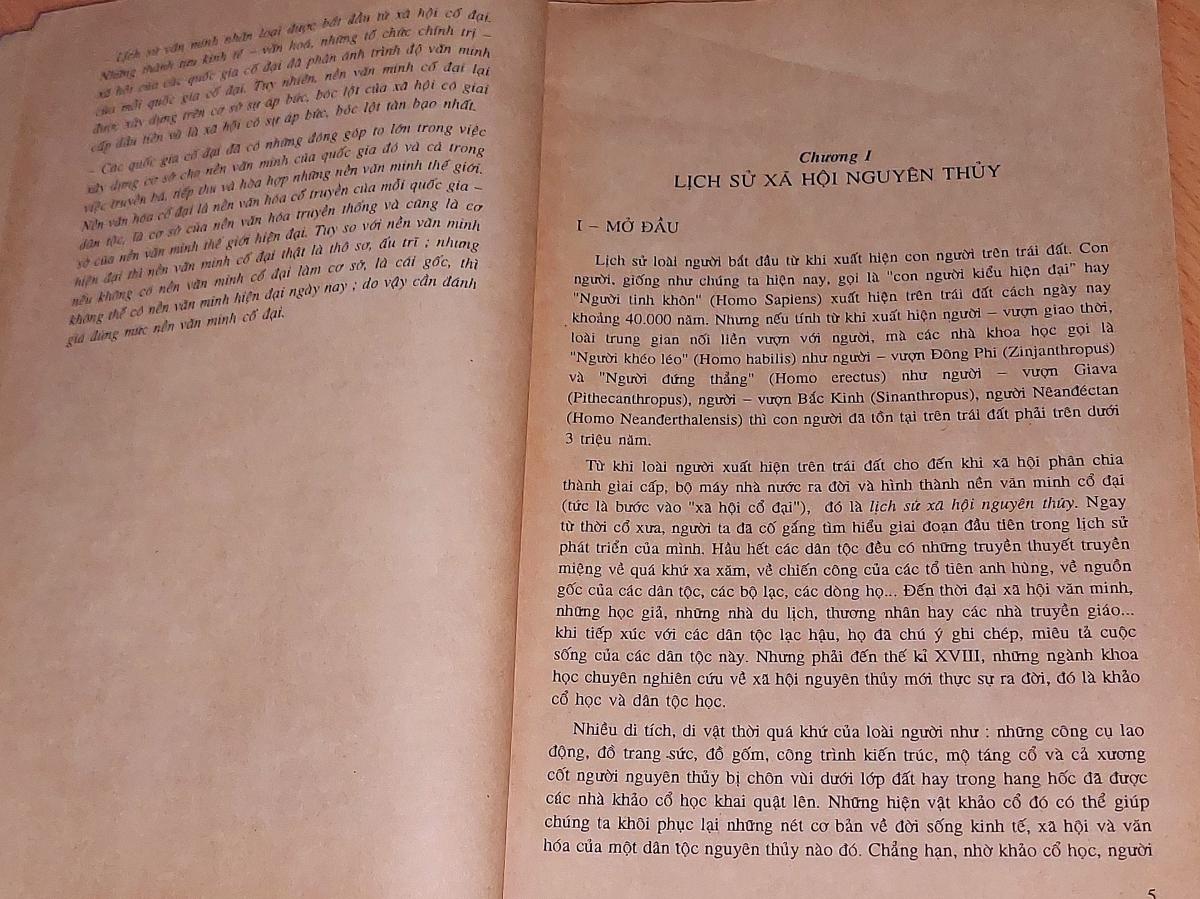 – Lịch sử văn minh nhân loại được bắt đầu từ xã hội cổ đại.
Những thành tựu kinh tế – văn hoá, những tổ chức chính trị –
xã hội của các quốc gia cổ đại đã phản ánh trình độ văn minh
của mỗi quốc gia cổ đại. Tuy nhiên, nền văn minh cổ đại lại
được xây dựng trên cơ sở sự áp bức, bóc lột của xã hội có giai
cấp đầu tiên và là xã hội có sự áp bức, bóc lột tàn bạo nhất.
– Các quốc gia cổ đại đã có những đóng góp to lớn trong việc
xây dựng cơ sở cho nền văn minh của quốc gia đó và cả trong
việc truyền bá, tiếp thu và hòa hợp những nền văn minh thế giới.
Nền văn hóa cổ đại là nền văn hóa cổ truyền của mỗi quốc gia –
dân tộc, là cơ sở của nền văn hóa truyền thống và cũng là cơ
sở của nền văn minh thế giới hiện đại. Tuy so với nền văn minh
hiện đại thì nền văn minh cổ đại thật là thô sơ, ấu trĩ ; nhưng
nếu không có nền văn minh cổ đại làm cơ sở, là cái gốc, thì
không thể có nền văn minh hiện đại ngày nay ; do vậy cần đánh
giá đúng mức nền văn minh cổ đại.
Chương I
LỊCH SỬ XÃ HỘI NGUYÊN THỦY
I – MỞ ĐẦU
Lịch sử loài người bắt đầu từ khi xuất hiện con người trên trái đất. Con
người, giống như chúng ta hiện nay, gọi là "con người kiểu hiện đại" hay
"Người tinh khôn" (Homo Sapiens) xuất hiện trên trái đất cách ngày nay
khoảng 40.000 năm. Nhưng nếu tính từ khi xuất hiện người – vượn giao thời,
loài trung gian nối liền vượn với người, mà các nhà khoa học gọi là
"Người khéo léo" (Homo habilis) như người – vượn Đông Phi (Zinjanthropus)
và "Người đứng thẳng" (Homo erectus) như người – vượn Giava
(Pithecanthropus), người – vượn Bắc Kinh (Sinanthropus), người Nêanđéctan
(Homo Neanderthalensis) thì con người đã tồn tại trên trái đất phải trên dưới
3 triệu năm.
Từ khi loài người xuất hiện trên trái đất cho đến khi xã hội phân chia
thành giai cấp, bộ máy nhà nước ra đời và hình thành nền văn minh cổ đại
(tức là bước vào "xã hội cổ đại"), đó là lịch sử xã hội nguyên thủy. Ngay
từ thời cổ xưa, người ta đã cố gắng tìm hiểu giai đoạn đầu tiên trong lịch sử
phát triển của mình. Hầu hết các dân tộc đều có những truyền thuyết truyền
miệng về quá khứ xa xăm, về chiến công của các tổ tiên anh hùng, về nguồn
gốc của các dân tộc, các bộ lạc, các dòng họ... Đến thời đại xã hội văn minh,
những học giả, những nhà du lịch, thương nhân hay các nhà truyền giáo...
khi tiếp xúc với các dân tộc lạc hậu, họ đã chú ý ghi chép, miêu tả cuộc
sống của các dân tộc này. Nhưng phải đến thế kỉ XVIII, những ngành khoa
học chuyên nghiên cứu về xã hội nguyên thủy mới thực sự ra đời, đó là khảo
cổ học và dân tộc học.
Nhiều di tích, di vật thời quá khứ của loài người như : những công cụ lao
động, đồ trang sức, đồ gốm, công trình kiến trúc, mộ táng cổ và cả xương
cốt người nguyên thủy bị chôn vùi dưới lớp đất hay trong hang hốc đã được
các nhà khảo cổ học khai quật lên. Những hiện vật khảo cổ đó có thể giúp
chúng ta khôi phục lại những nét cơ bản về đời sống kinh tế, xã hội và văn
hóa của một dân tộc nguyên thủy nào đó. Chẳng hạn, nhờ khảo cổ học, người
5